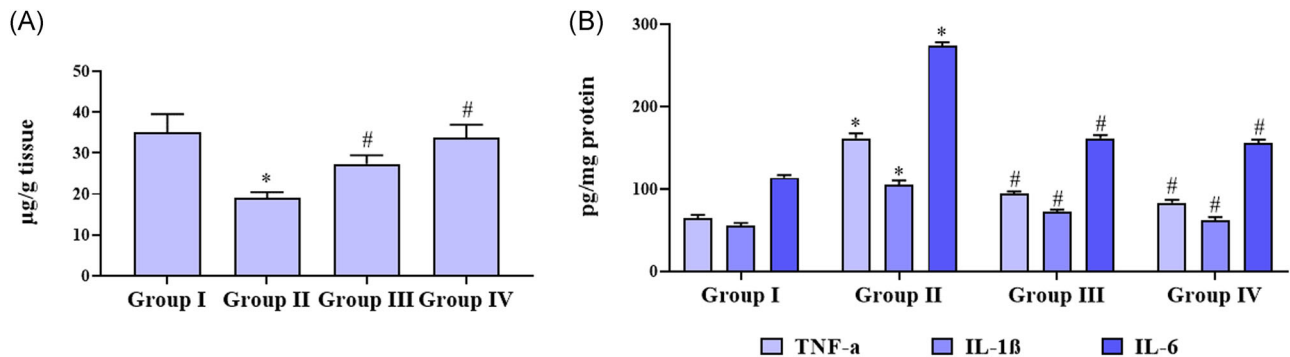 (A)
µg/g tissue
50
40
30
20
10
0
*
#
#
Group I Group II Group III Group IV
(B)
pg/mg protein
300
200
100
0
* * *
# # #
# # #
Group I Group II Group III Group IV
TNF-a IL-1ß IL-6